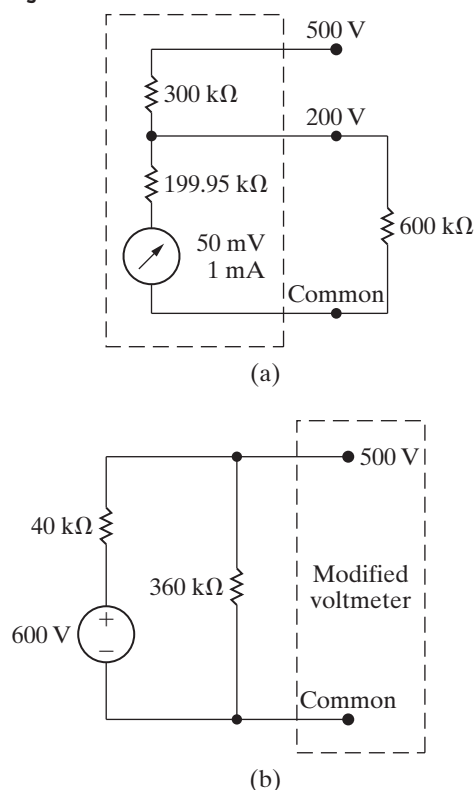 500 V
300 kΩ
200 V
199.95 kΩ
600 kΩ
50 mV
1 mA
Common
(a)
500 V
40 kΩ
360 kΩ
Modified
voltmeter
600 V
+
−
Common
(b)